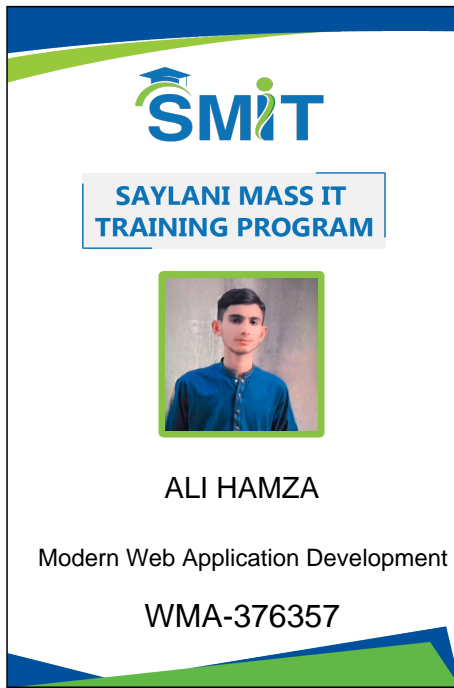 SMiT
SAYLANI MASS IT
TRAINING PROGRAM
ALI HAMZA
Modern Web Application Development
WMA-376357